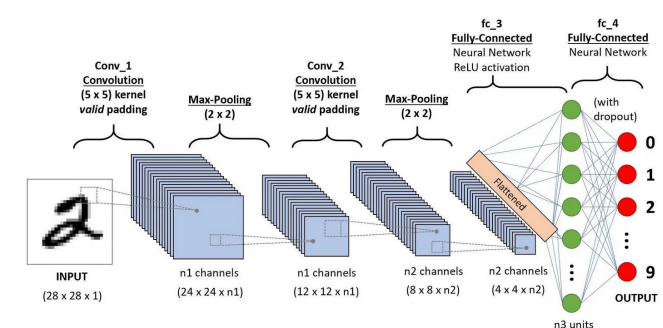 fc_3
Fully-Connected
Neural Network
ReLU activation
fc_4
Fully-Connected
Neural Network
Conv_1
Convolution
(5 x 5) kernel
valid padding
Max-Pooling
(2 x 2)
Conv_2
Convolution
(5 x 5) kernel
valid padding
Max-Pooling
(2 x 2)
(with
dropout)
Flattened
0
1
2
9
2
INPUT
(28 x 28 x 1)
n1 channels
(24 x 24 x n1)
n1 channels
(12 x 12 x n1)
n2 channels
(8 x 8 x n2)
n2 channels
(4 x 4 x n2)
OUTPUT
n3 units